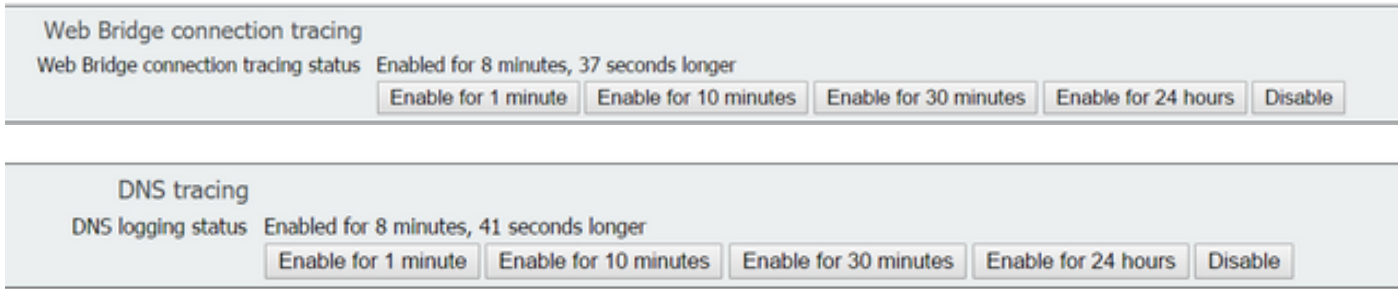 Web Bridge connection tracing
Web Bridge connection tracing status Enabled for 8 minutes, 37 seconds longer
Enable for 1 minute Enable for 10 minutes Enable for 30 minutes Enable for 24 hours Disable
DNS tracing
DNS logging status Enabled for 8 minutes, 41 seconds longer
Enable for 1 minute Enable for 10 minutes Enable for 30 minutes Enable for 24 hours Disable